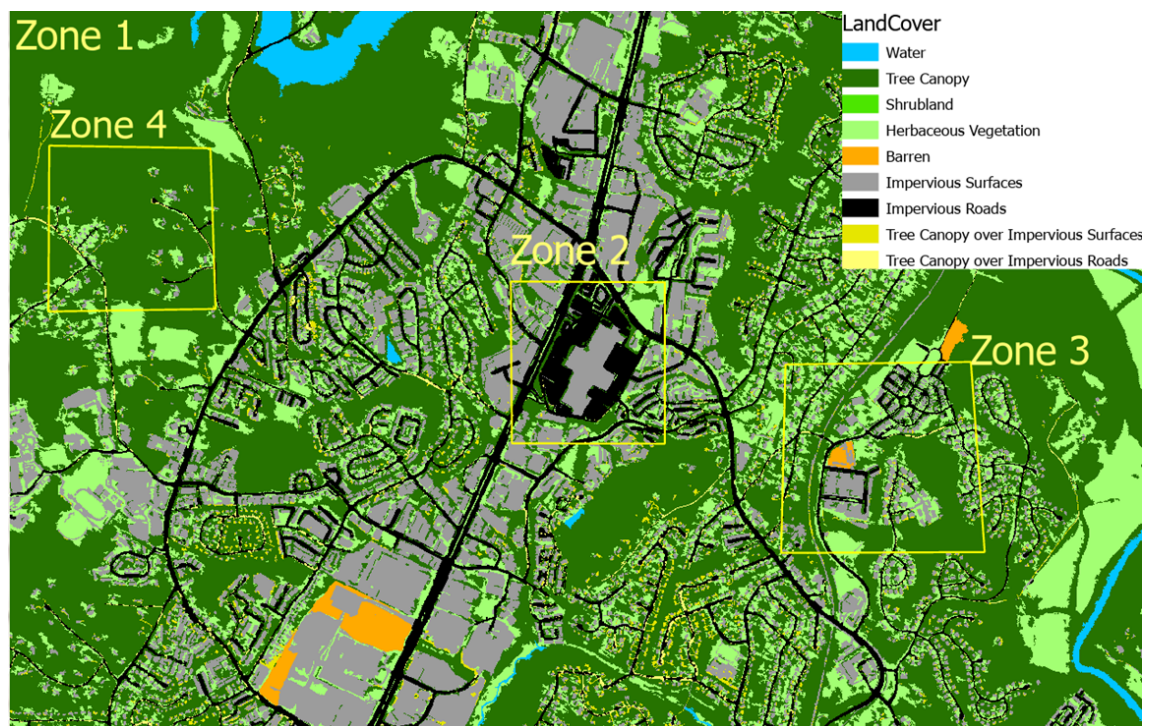 Zone 1
Zone 4
Zone 2
Zone 3
LandCover
Water
Tree Canopy
Shrubland
Herbaceous Vegetation
Barren
Impervious Surfaces
Impervious Roads
Tree Canopy over Impervious Surfaces
Tree Canopy over Impervious Roads